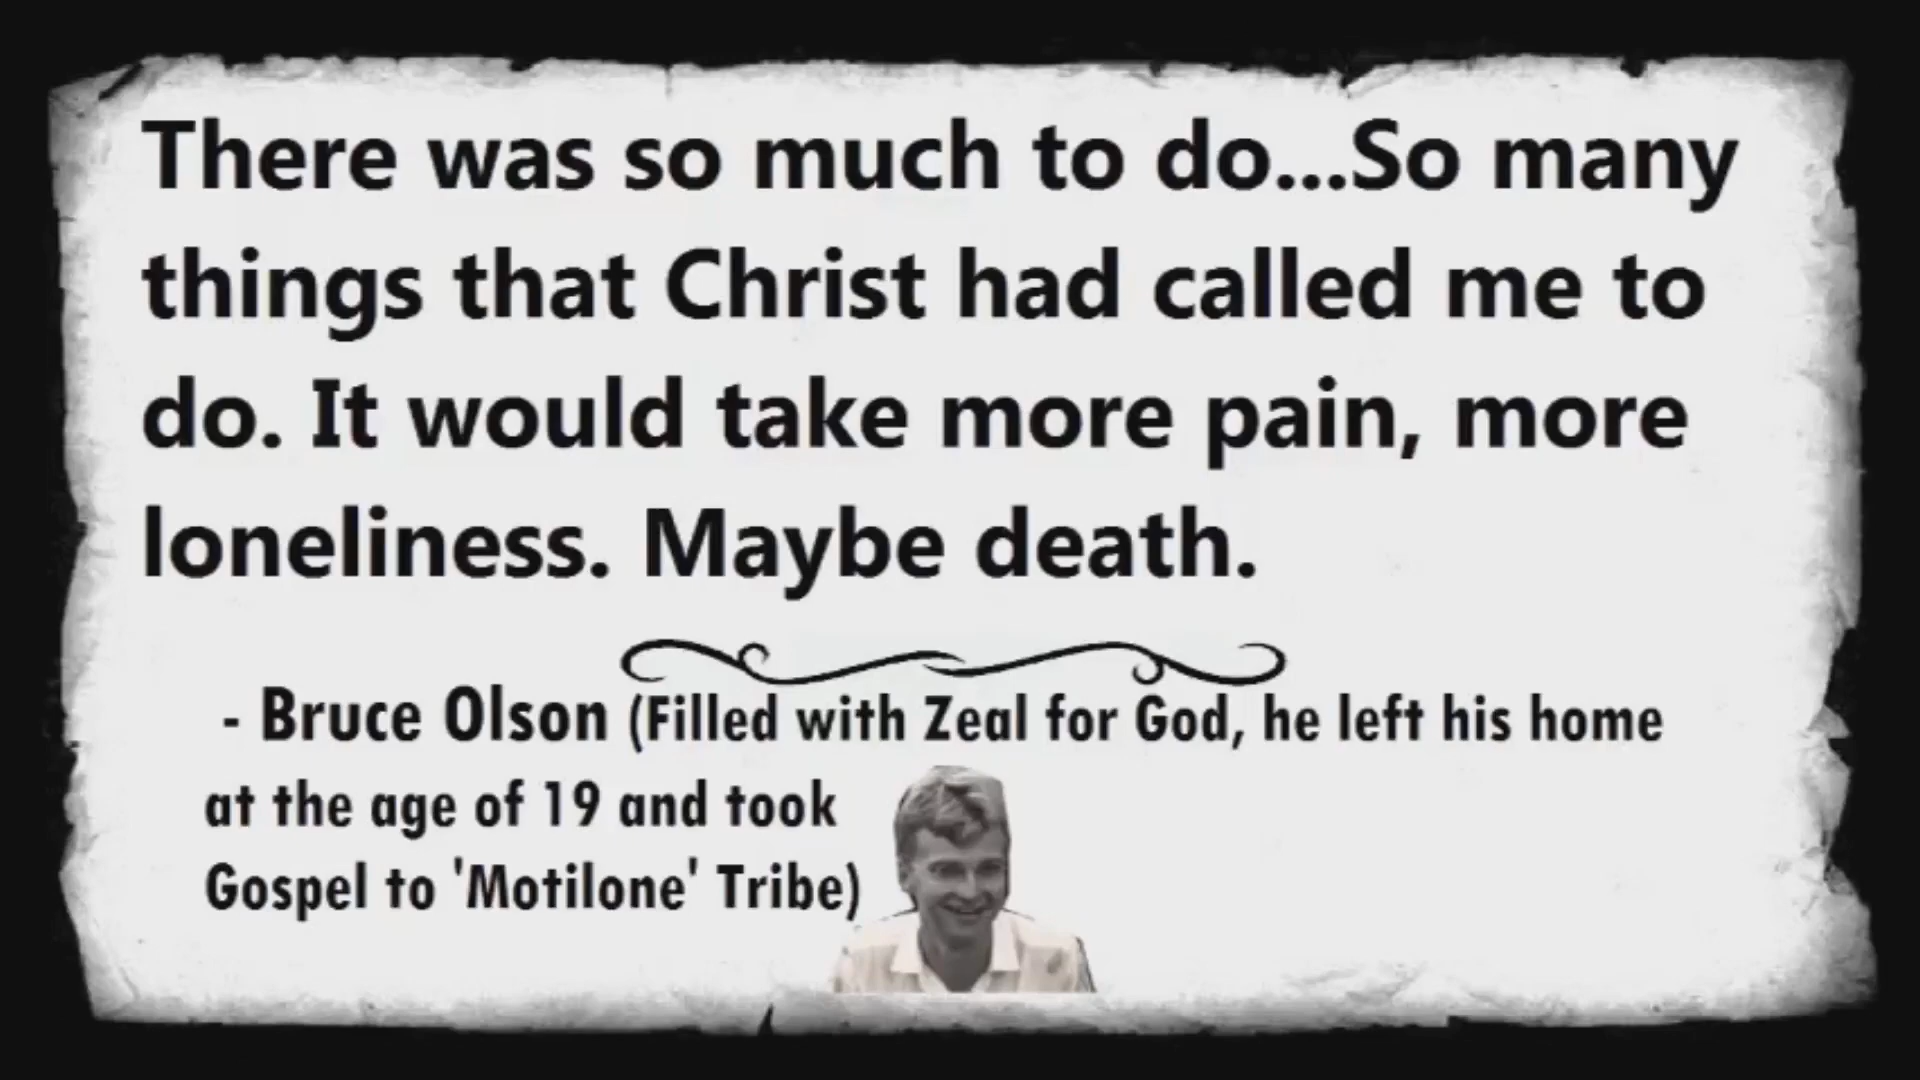 There was so much to do...So many
things that Christ had called me to
do. It would take more pain, more
loneliness. Maybe death.
- Bruce Olson (Filled with Zeal for God, he left his home
at the age of 19 and took
Gospel to 'Motilone' Tribe)